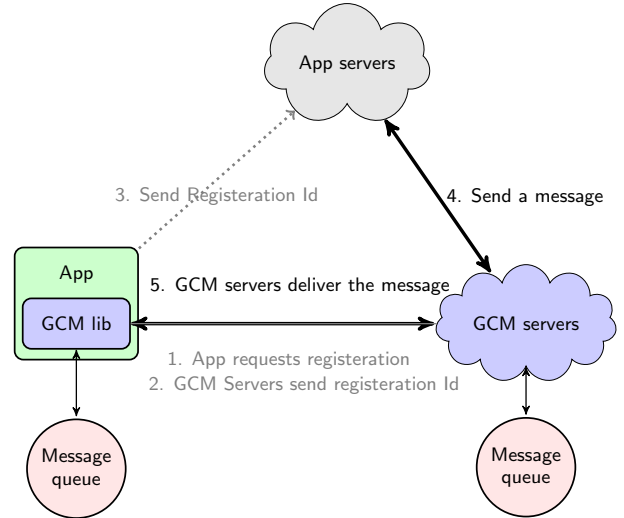 App servers
3. Send Registeration Id
4. Send a message
App
5. GCM servers deliver the message
GCM lib
GCM servers
1. App requests registeration
2. GCM Servers send registeration Id
Message
queue
Message
queue